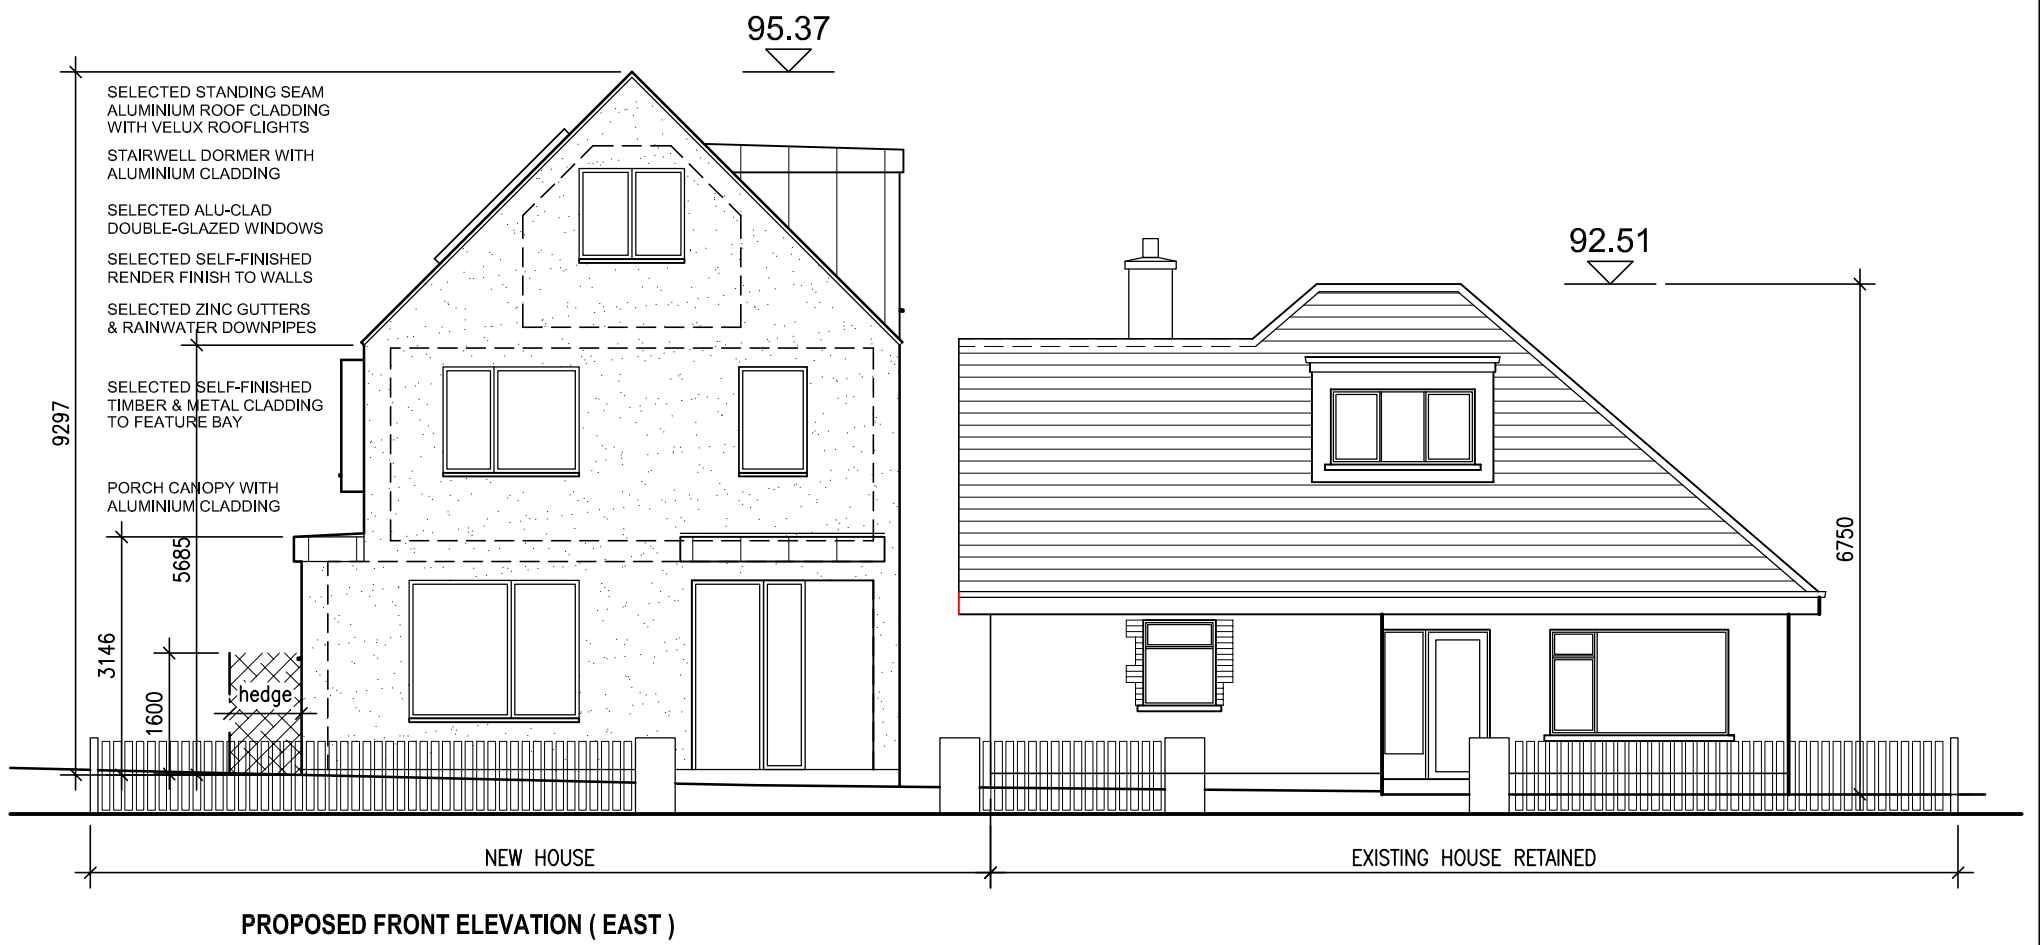 95.37
SELECTED STANDING SEAM
ALUMINIUM ROOF CLADDING
WITH VELUX ROOFLIGHTS
STAIRWELL DORMER WITH
ALUMINIUM CLADDING
SELECTED ALU-CLAD
DOUBLE-GLAZED WINDOWS
SELECTED SELF-FINISHED
RENDER FINISH TO WALLS
SELECTED ZINC GUTTERS
& RAINWATER DOWNPIPES
SELECTED SELF-FINISHED
TIMBER & METAL CLADDING
TO FEATURE BAY
PORCH CANOPY WITH
ALUMINIUM CLADDING
92.51
9297
5685
3146
1600
hedge
6750
NEW HOUSE
EXISTING HOUSE RETAINED
PROPOSED FRONT ELEVATION ( EAST )